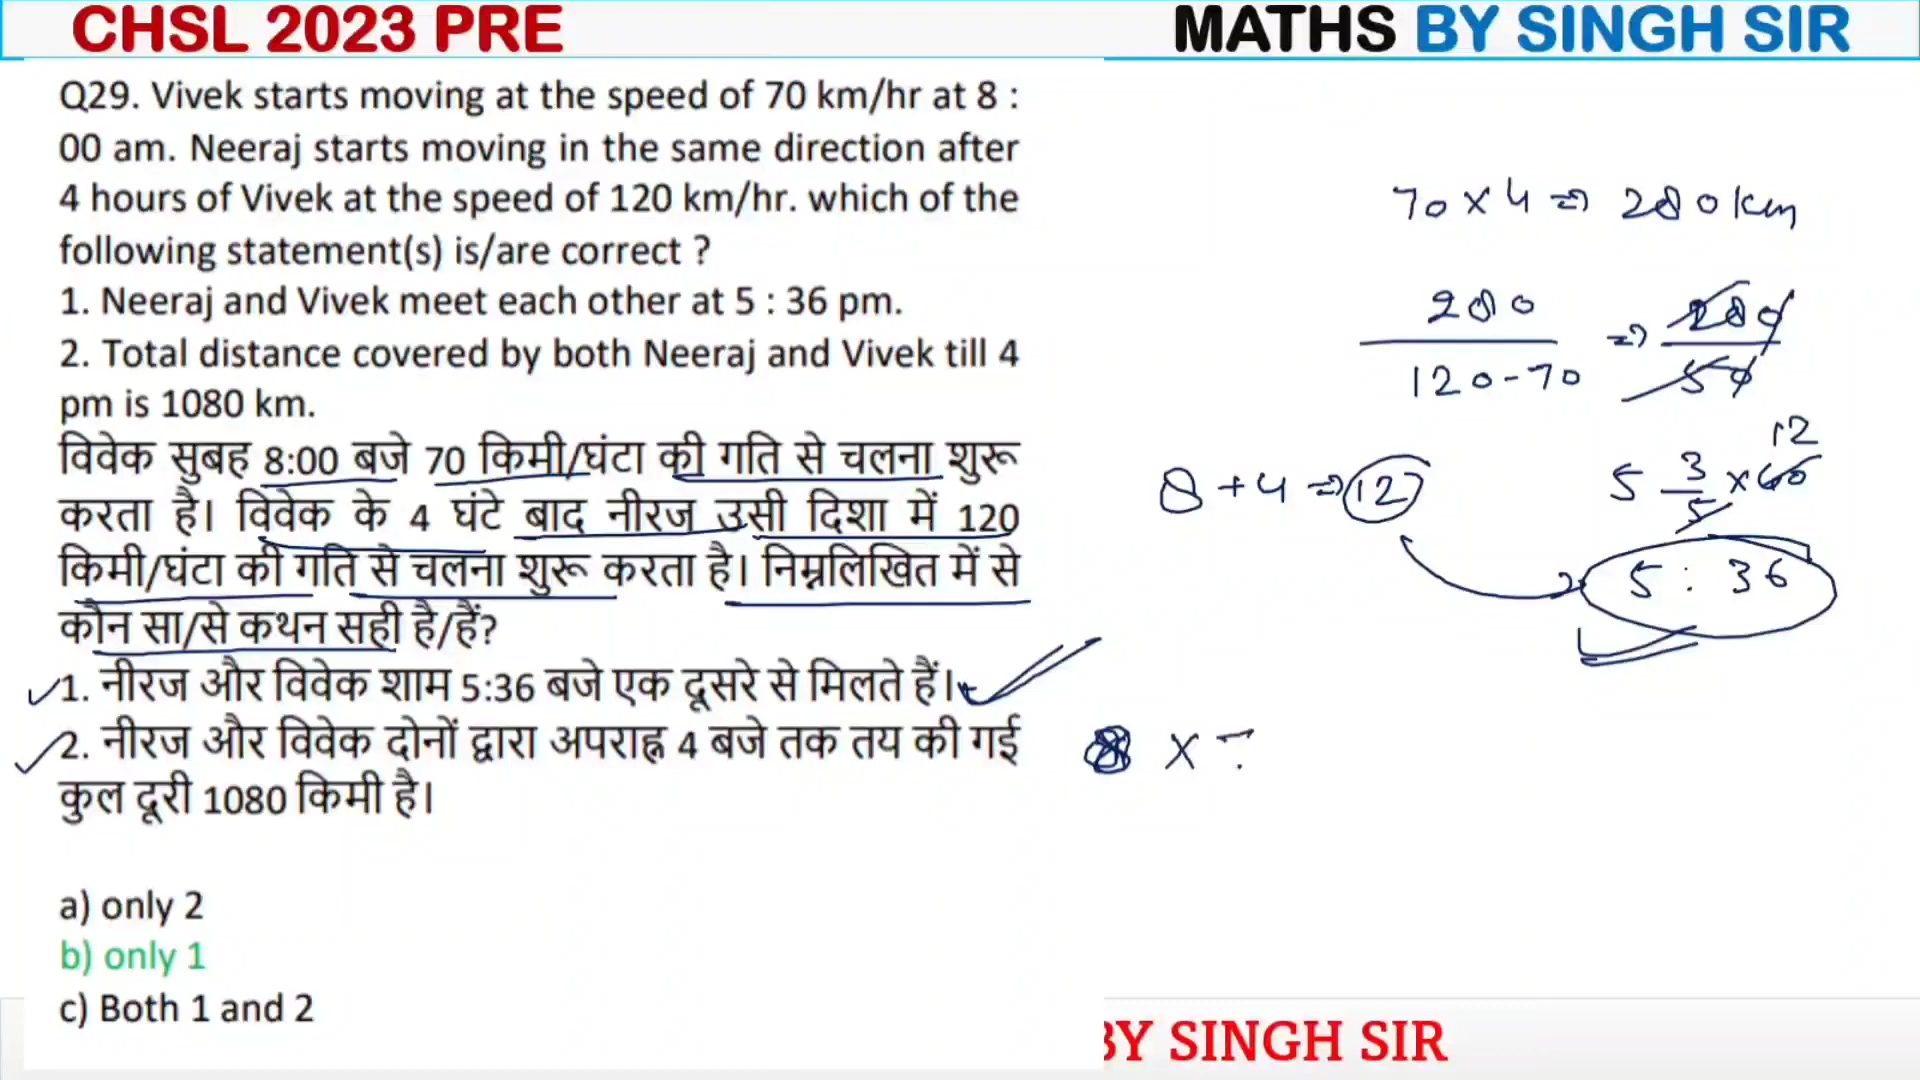 CHSL 2023 PRE
MATHS BY SINGH SIR
Q29. Vivek starts moving at the speed of 70 km/hr at 8 :
00 am. Neeraj starts moving in the same direction after
4 hours of Vivek at the speed of 120 km/hr. which of the
following statement(s) is/are correct ?
1. Neeraj and Vivek meet each other at 5 : 36 pm.
2. Total distance covered by both Neeraj and Vivek till 4
pm is 1080 km.
विवेक सुबह 8:00 बजे 70 किमी/घंटा की गति से चलना शुरू
करता है। विवेक के 4 घंटे बाद नीरज उसी दिशा में 120
किमी/घंटा की गति से चलना शुरू करता है। निम्नलिखित में से
कौन सा/से कथन सही है/हैं?
1. नीरज और विवेक शाम 5:36 बजे एक दूसरे से मिलते हैं।
2. नीरज और विवेक दोनों द्वारा अपराह्न 4 बजे तक तय की गई
कुल दूरी 1080 किमी है।
a) only 2
b) only 1
c) Both 1 and 2
70 x 4 => 280 km
280 => 280
120-70 50
12
5 3 x 60
5
8 + 4 => 12
5 : 36
8 x
BY SINGH SIR